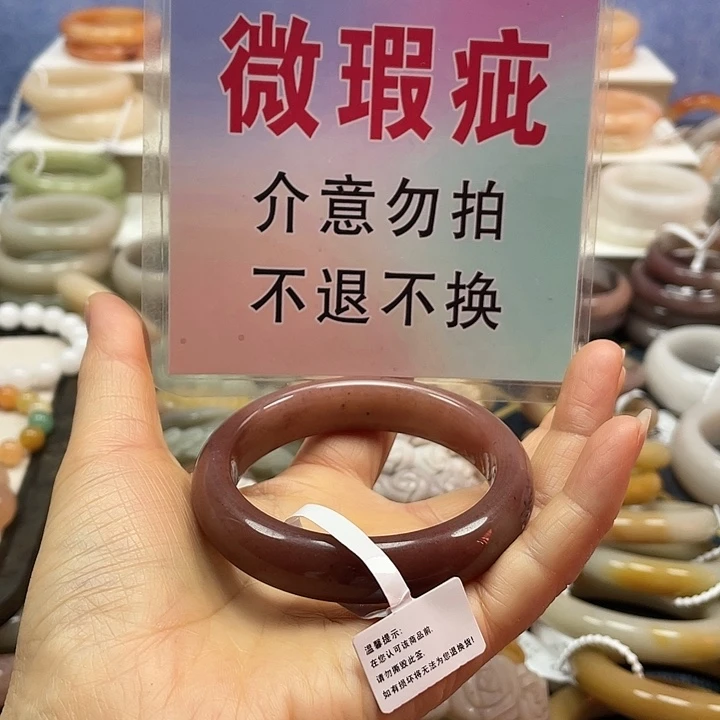 微瑕疵
介意勿拍
不退不换
温馨提示:
在您认可该商品前,
请勿撕毁此签,
如有损坏将无法为您退换货!